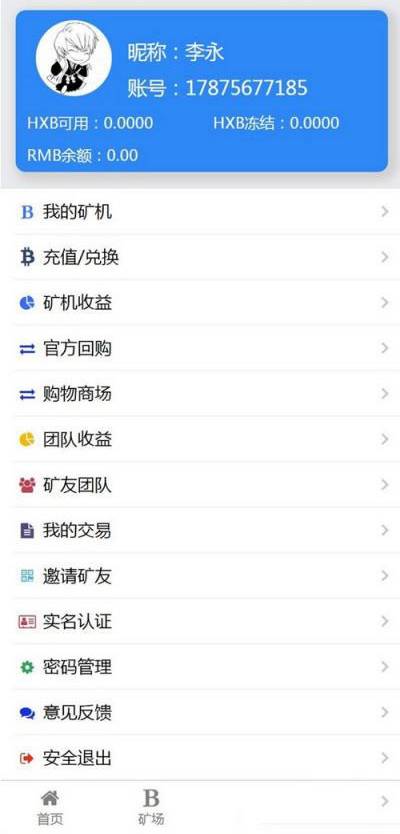 昵称：李永
账号：17875677185
HXB可用：0.0000 HXB冻结：0.0000
RMB余额：0.00
我的矿机
充值/兑换
矿机收益
官方回购
购物商场
团队收益
矿友团队
我的交易
邀请矿友
实名认证
密码管理
意见反馈
安全退出
首页 矿场